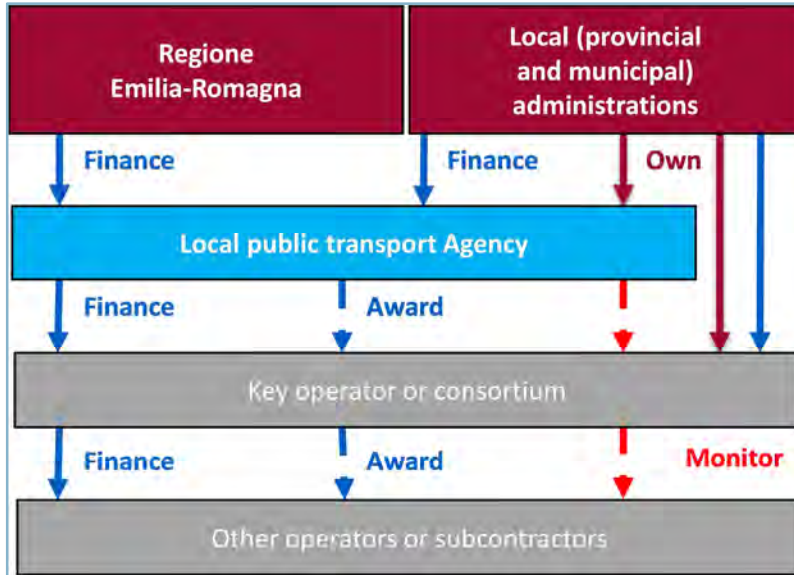 Regione
Emilia-Romagna
Local (provincial
and municipal)
administrations
Finance
Finance
Own
Local public transport Agency
Finance
Award
Key operator or consortium
Finance
Award
Monitor
Other operators or subcontractors